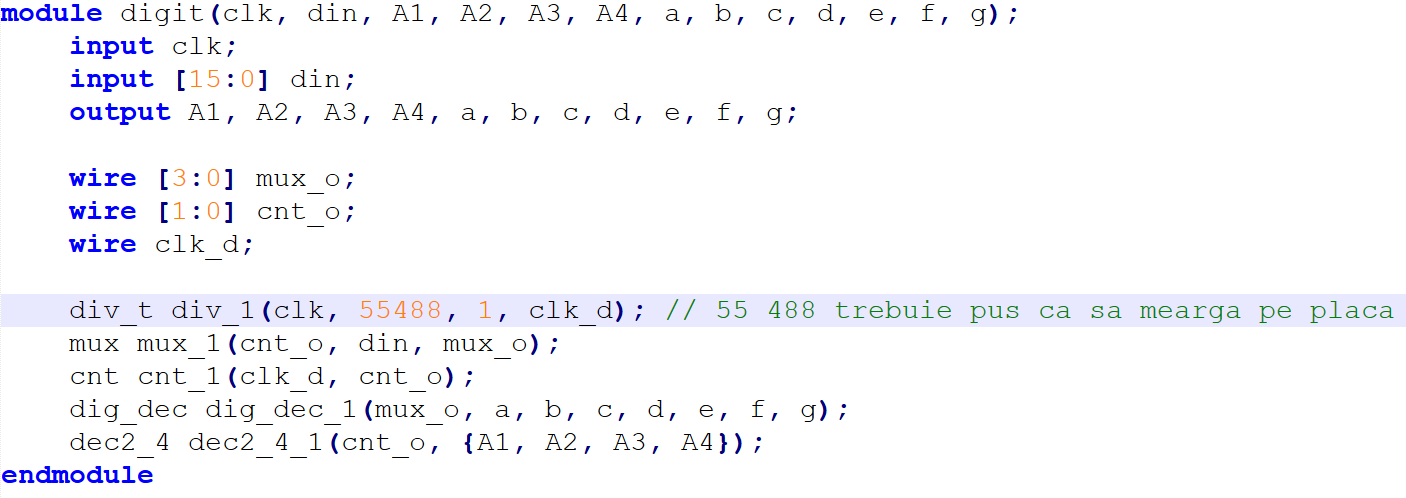 module digit(clk, din, A1, A2, A3, A4, a, b, c, d, e, f, g);
input clk;
input [15:0] din;
output A1, A2, A3, A4, a, b, c, d, e, f, g;
wire [3:0] mux_o;
wire [1:0] cnt_o;
wire clk_d;
div_t div_1(clk, 55488, 1, clk_d); // 55 488 trebuie pus ca sa mearga pe placa
mux mux_1(cnt_o, din, mux_o);
cnt cnt_1(clk_d, cnt_o);
dig_dec dig_dec_1(mux_o, a, b, c, d, e, f, g);
dec2_4 dec2_4_1(cnt_o, {A1, A2, A3, A4});
endmodule